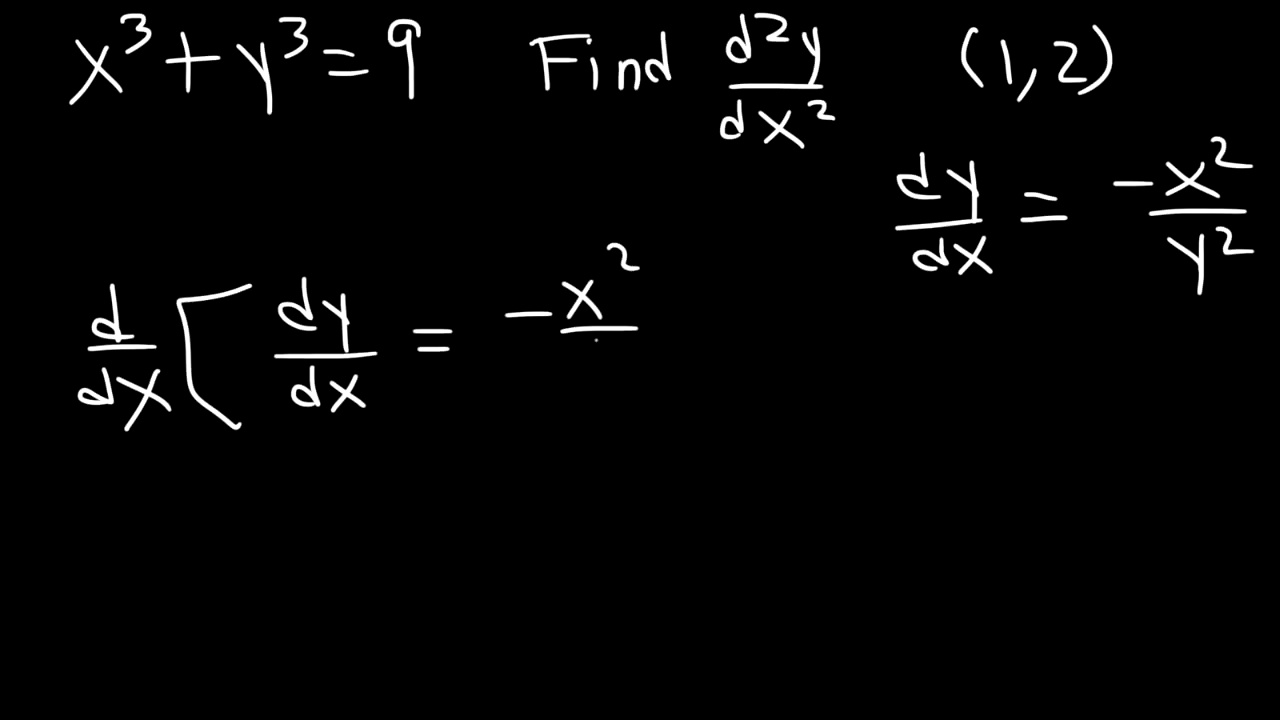 x³ + y³ = 9 Find d²y/dx² (1, 2)
dy/dx = -x²/y²
d/dx [ dy/dx = -x²/